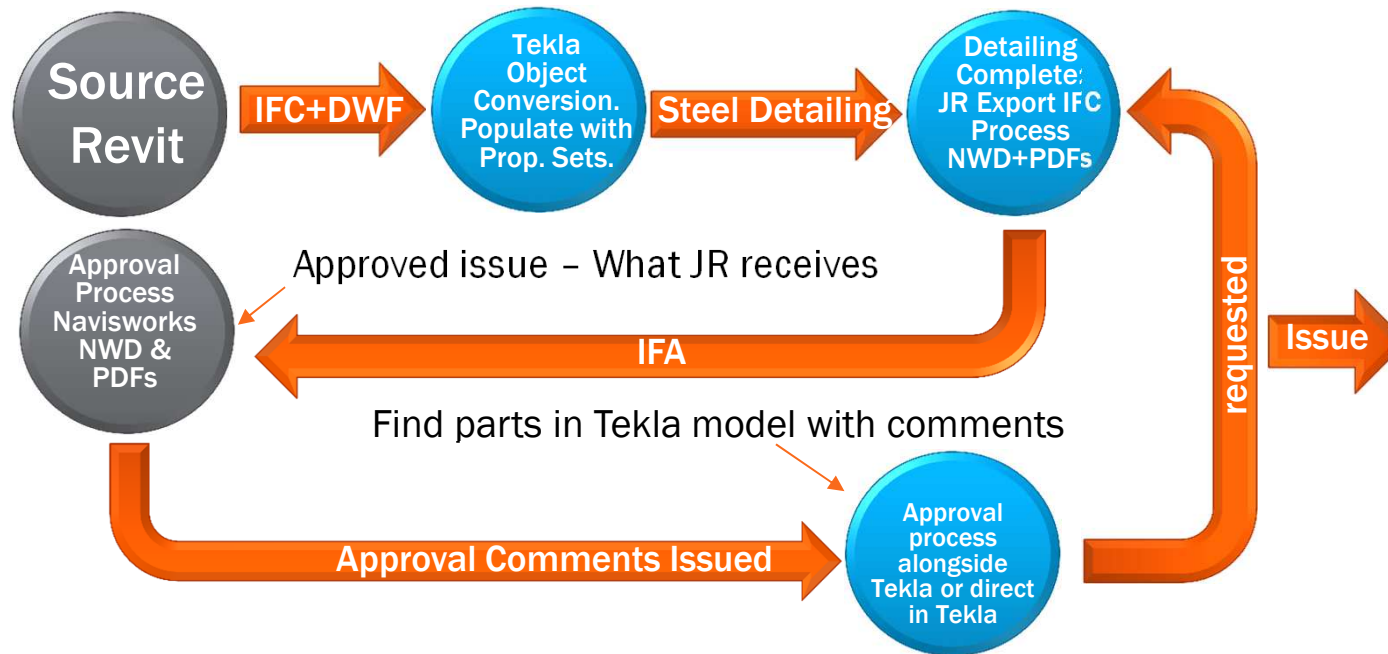 Source
Revit
IFC+DWF
Tekla
Object
Conversion.
Populate with
Prop. Sets.
Steel Detailing
Detailing
Complete:
JR Export IFC
Process
NWD+PDFs
Approval
Process
Navisworks
NWD &
PDFs
Approved issue – What JR receives
IFA
requested
Issue
Find parts in Tekla model with comments
Approval Comments Issued
Approval
process
alongside
Tekla or direct
in Tekla